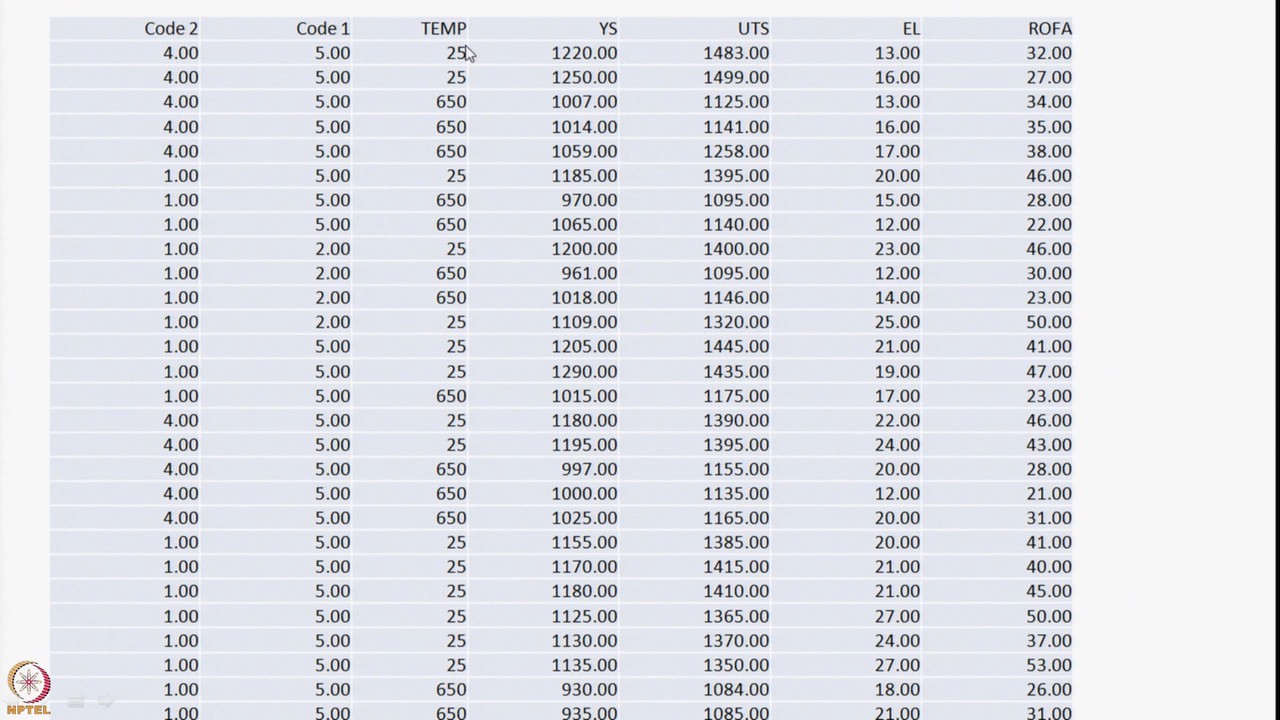 Code 2 Code 1 TEMP YS UTS EL ROFA
4.00 5.00 25 1220.00 1483.00 13.00 32.00
4.00 5.00 25 1250.00 1499.00 16.00 27.00
4.00 5.00 650 1007.00 1125.00 13.00 34.00
4.00 5.00 650 1014.00 1141.00 16.00 35.00
4.00 5.00 650 1059.00 1258.00 17.00 38.00
1.00 5.00 25 1185.00 1395.00 20.00 46.00
1.00 5.00 650 970.00 1095.00 15.00 28.00
1.00 5.00 650 1065.00 1140.00 12.00 22.00
1.00 2.00 25 1200.00 1400.00 23.00 46.00
1.00 2.00 650 961.00 1095.00 12.00 30.00
1.00 2.00 650 1018.00 1146.00 14.00 23.00
1.00 2.00 25 1109.00 1320.00 25.00 50.00
1.00 5.00 25 1205.00 1445.00 21.00 41.00
1.00 5.00 25 1290.00 1435.00 19.00 47.00
1.00 5.00 650 1015.00 1175.00 17.00 23.00
4.00 5.00 25 1180.00 1390.00 22.00 46.00
4.00 5.00 25 1195.00 1395.00 24.00 43.00
4.00 5.00 650 997.00 1155.00 20.00 28.00
4.00 5.00 650 1000.00 1135.00 12.00 21.00
4.00 5.00 650 1025.00 1165.00 20.00 31.00
1.00 5.00 25 1155.00 1385.00 20.00 41.00
1.00 5.00 25 1170.00 1415.00 21.00 40.00
1.00 5.00 25 1180.00 1410.00 21.00 45.00
1.00 5.00 25 1125.00 1365.00 27.00 50.00
1.00 5.00 25 1130.00 1370.00 24.00 37.00
1.00 5.00 25 1135.00 1350.00 27.00 53.00
1.00 5.00 650 930.00 1084.00 18.00 26.00
1.00 5.00 650 935.00 1085.00 21.00 31.00
NPTEL